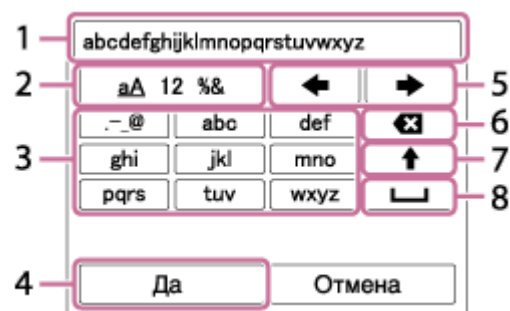 1 abcdefghijklmnopqrstuvwxyz
2 aA 12 %& 5
.-_@ abc def 6
3 ghi jkl mno 7
pqrs tuv wxyz 8
4 Да Отмена